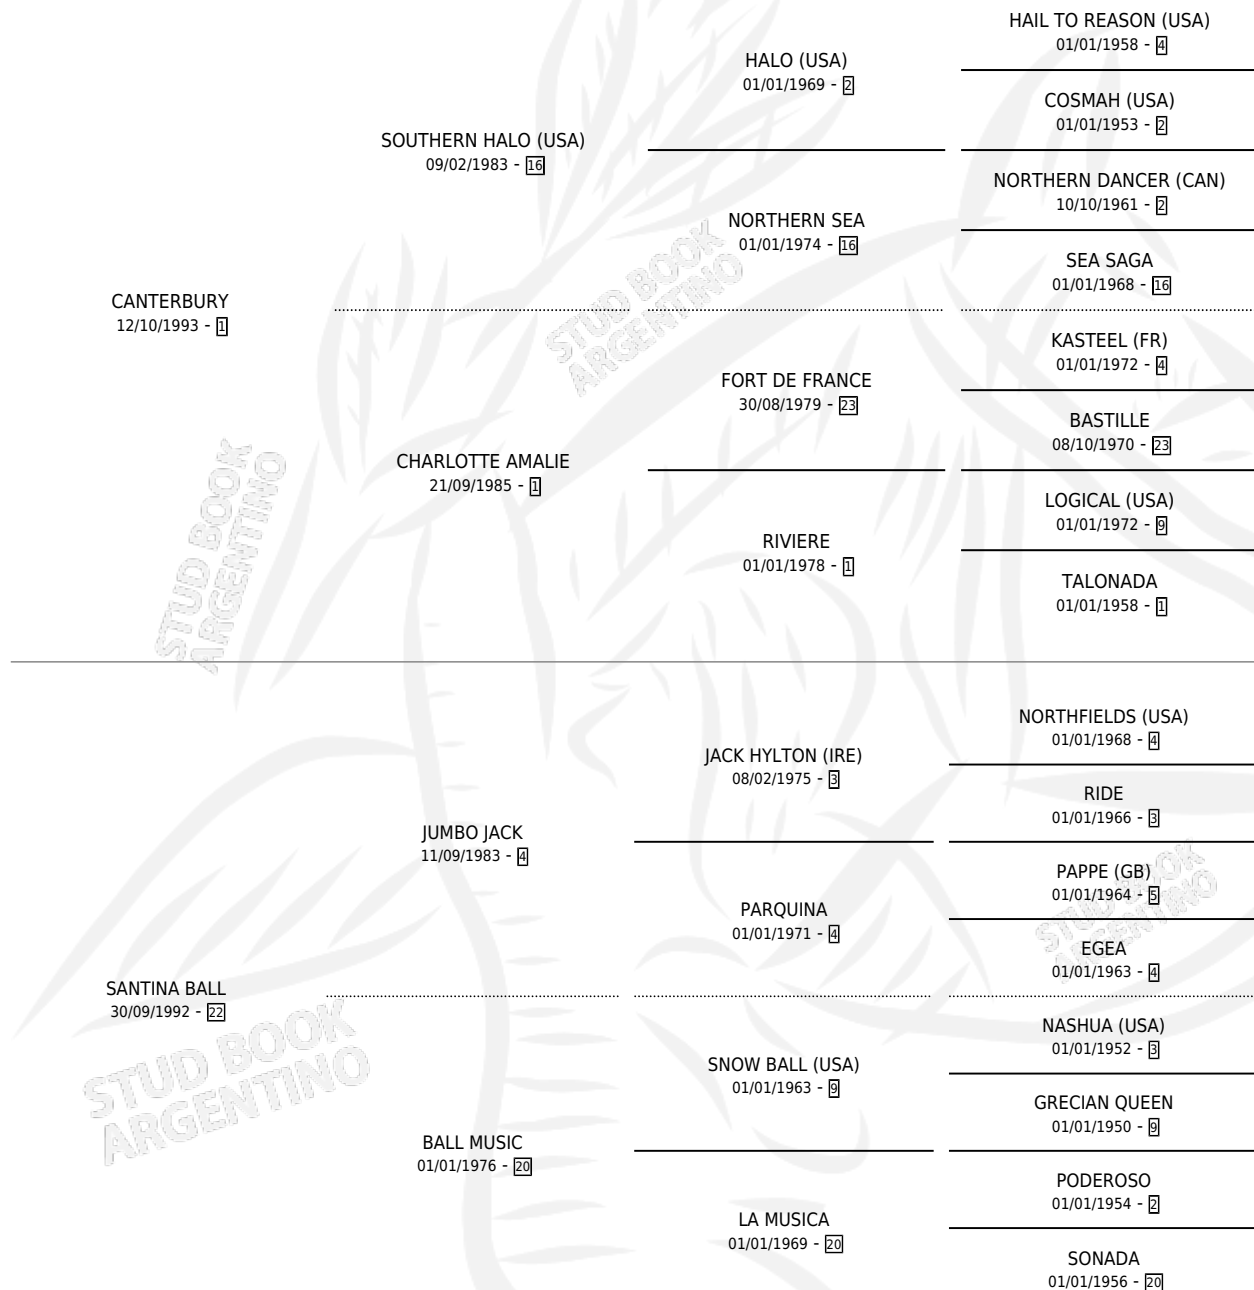 HAIL TO REASON (USA)
01/01/1958 - 4
HALO (USA)
01/01/1969 - 2
COSMAH (USA)
01/01/1953 - 2
SOUTHERN HALO (USA)
09/02/1983 - 16
NORTHERN DANCER (CAN)
10/10/1961 - 2
NORTHERN SEA
01/01/1974 - 16
SEA SAGA
01/01/1968 - 16
CANTERBURY
12/10/1993 - 1
STUD BOOK
ARGENTINO
KASTEEL (FR)
01/01/1972 - 4
FORT DE FRANCE
30/08/1979 - 23
BASTILLE
08/10/1970 - 23
CHARLOTTE AMALIE
21/09/1985 - 1
LOGICAL (USA)
01/01/1972 - 9
RIVIERE
01/01/1978 - 1
TALONADA
01/01/1958 - 1
STUD BOOK
ARGENTINO
NORTHFIELDS (USA)
01/01/1968 - 4
JACK HYLTON (IRE)
08/02/1975 - 3
RIDE
01/01/1966 - 3
JUMBO JACK
11/09/1983 - 4
PAPPE (GB)
01/01/1964 - 5
PARQUINA
01/01/1971 - 4
EGEA
01/01/1963 - 4
STUD BOOK
ARGENTINO
SANTINA BALL
30/09/1992 - 22
NASHUA (USA)
01/01/1952 - 3
SNOW BALL (USA)
01/01/1963 - 9
GRECIAN QUEEN
01/01/1950 - 9
STUD BOOK
ARGENTINO
BALL MUSIC
01/01/1976 - 20
PODEROSO
01/01/1954 - 2
LA MUSICA
01/01/1969 - 20
SONADA
01/01/1956 - 20